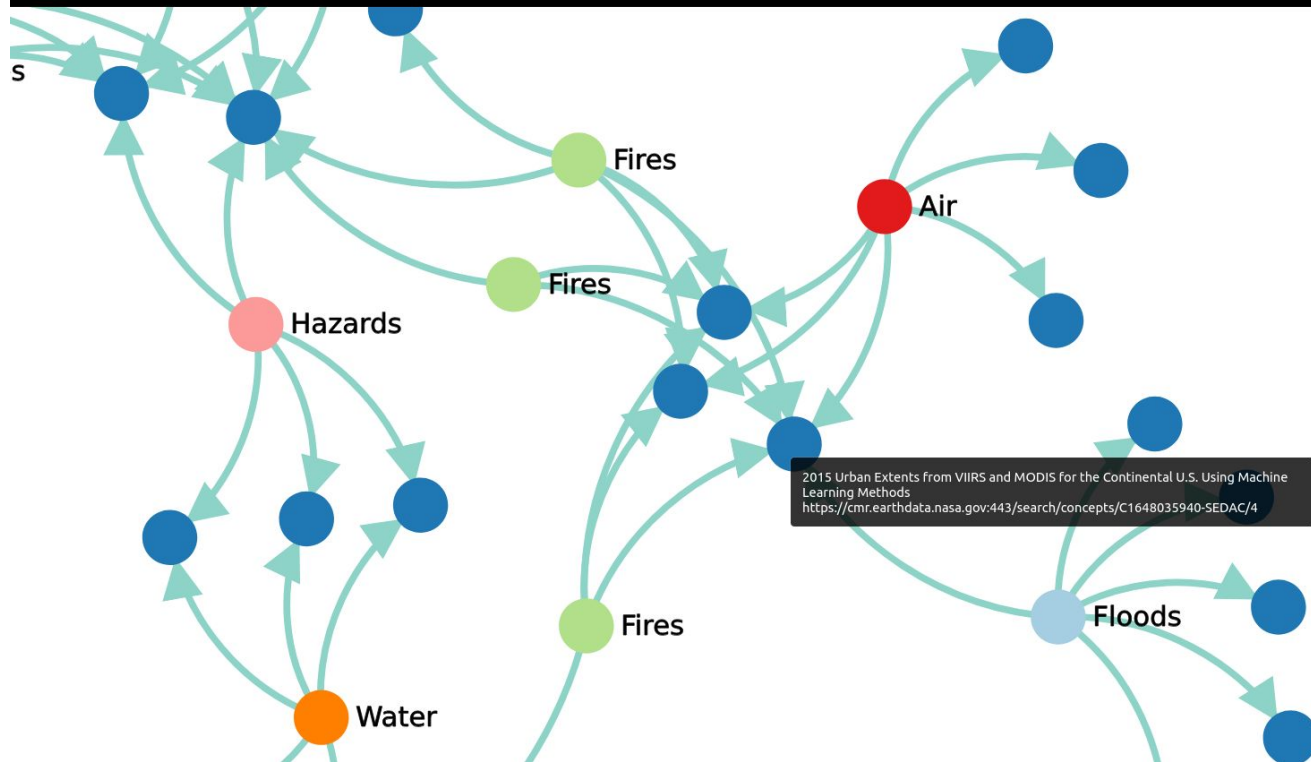 s
Fires
Air
Fires
Hazards
2015 Urban Extents from VIIRS and MODIS for the Continental U.S. Using Machine
Learning Methods
https://cmr.earthdata.nasa.gov:443/search/concepts/C1648035940-SEDAC/4
Fires
Floods
Water